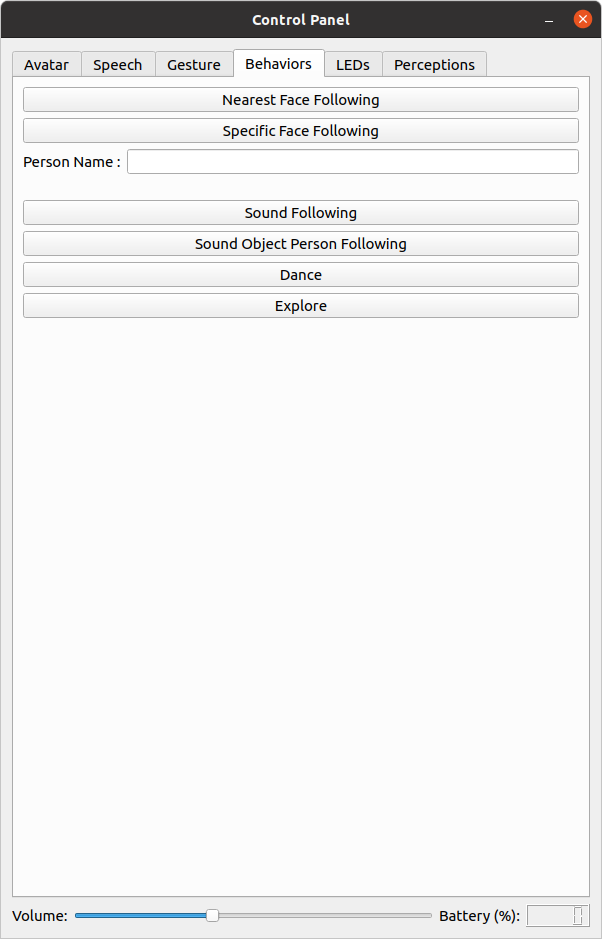 Control Panel
Avatar Speech Gesture Behaviors LEDs Perceptions
Nearest Face Following
Specific Face Following
Person Name :
Sound Following
Sound Object Person Following
Dance
Explore
Volume: Battery (%): 0